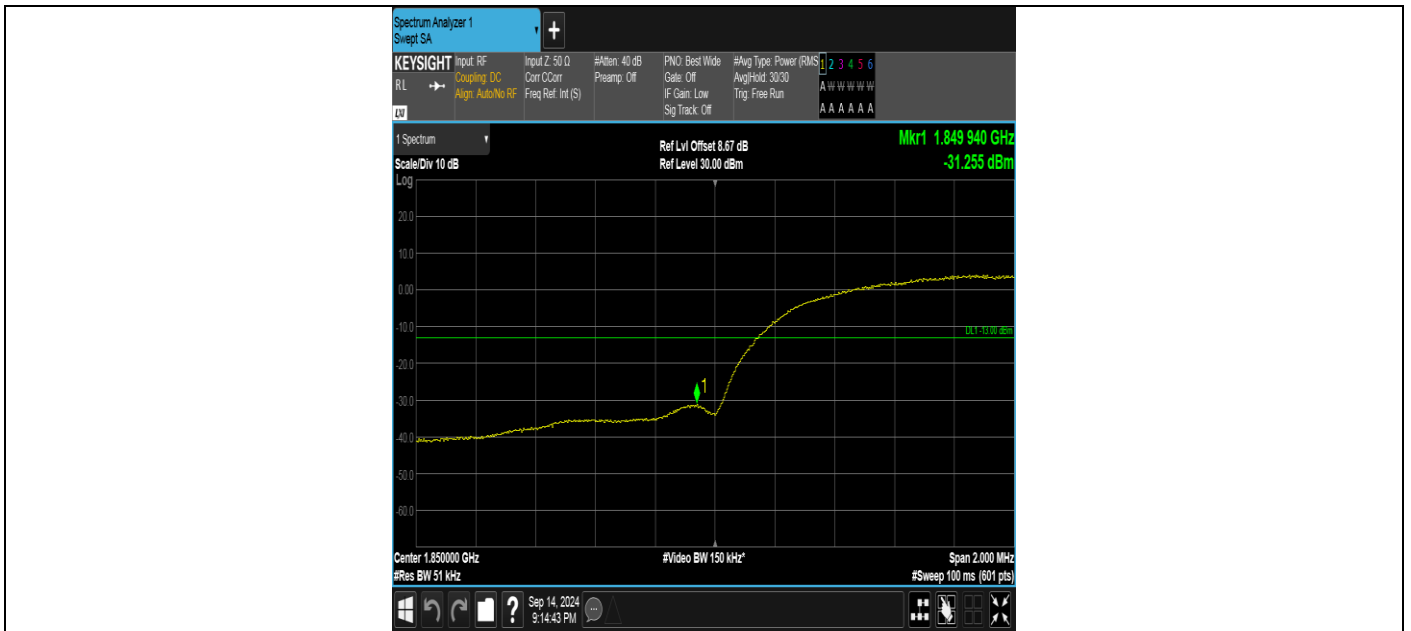 Spectrum Analyzer 1
Swept SA
KEYSIGHT
RL
LXI
Input: RF
Coupling: DC
Align: Auto/No RF
Input Z: 50 Ω
Corr CCorr
Freq Ref: Int (S)
#Atten: 40 dB
Preamp: Off
PNO: Best Wide
Gate: Off
IF Gain: Low
Sig Track: Off
#Avg Type: Power (RMS
Avg|Hold: 30/30
Trig: Free Run
1 2 3 4 5 6
A W W W W W
A A A A A A
1 Spectrum
Scale/Div 10 dB
Log
Ref Lvl Offset 8.67 dB
Ref Level 30.00 dBm
Mkr1 1.849 940 GHz
-31.255 dBm
20.0
10.0
0.00
-10.0
DL1 -13.00 dBm
-20.0
1
-30.0
-40.0
-50.0
-60.0
Center 1.850000 GHz
#Video BW 150 kHz*
Span 2.000 MHz
#Res BW 51 kHz
#Sweep 100 ms (601 pts)
?
Sep 14, 2024
9:14:43 PM